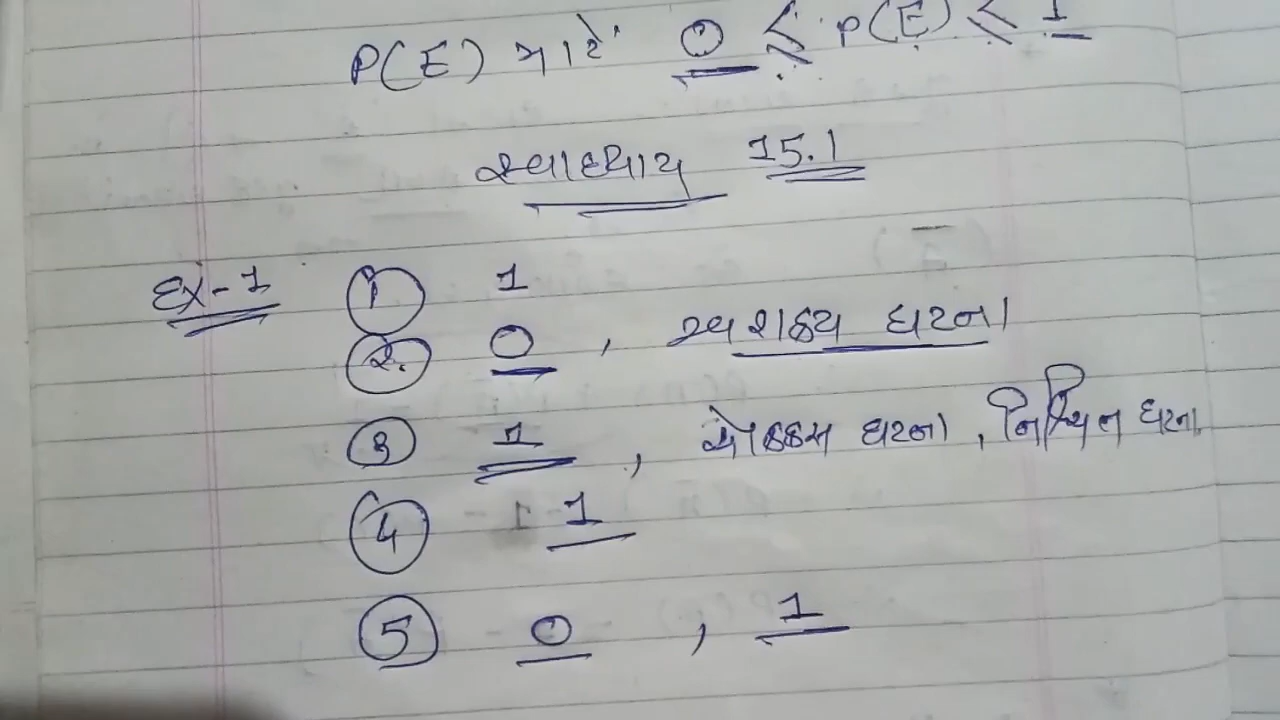 P(E) માટે 0 ≤ P(E) ≤ 1
સ્વાધ્યાય 15.1
Ex-1 ① 1
②. 0 , અશક્ય ઘટના
③ 1 , ચોક્કસ ઘટના , નિશ્ચિત ઘટના
④ 1
⑤ 0 , 1